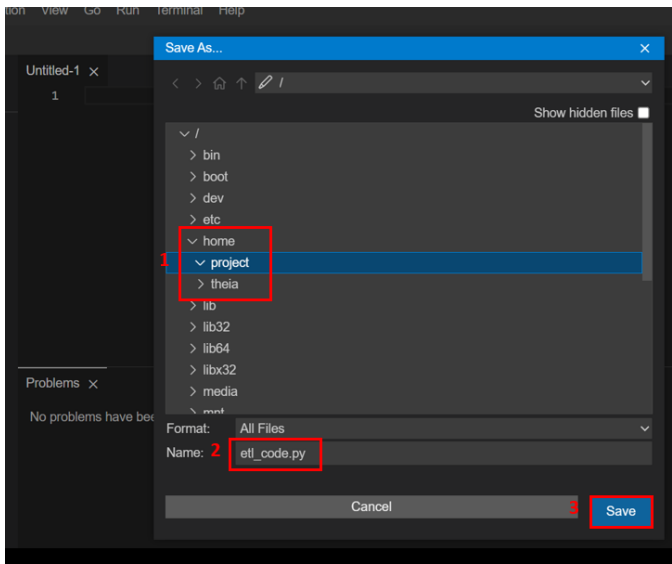 tion View Go Run Terminal Help
Save As...
Untitled-1
/
1
Show hidden files
/
bin
boot
dev
etc
home
1 project
theia
lib
lib32
lib64
libx32
media
mnt
Problems
No problems have bee
Format: All Files
Name: 2 etl_code.py
Cancel
3 Save